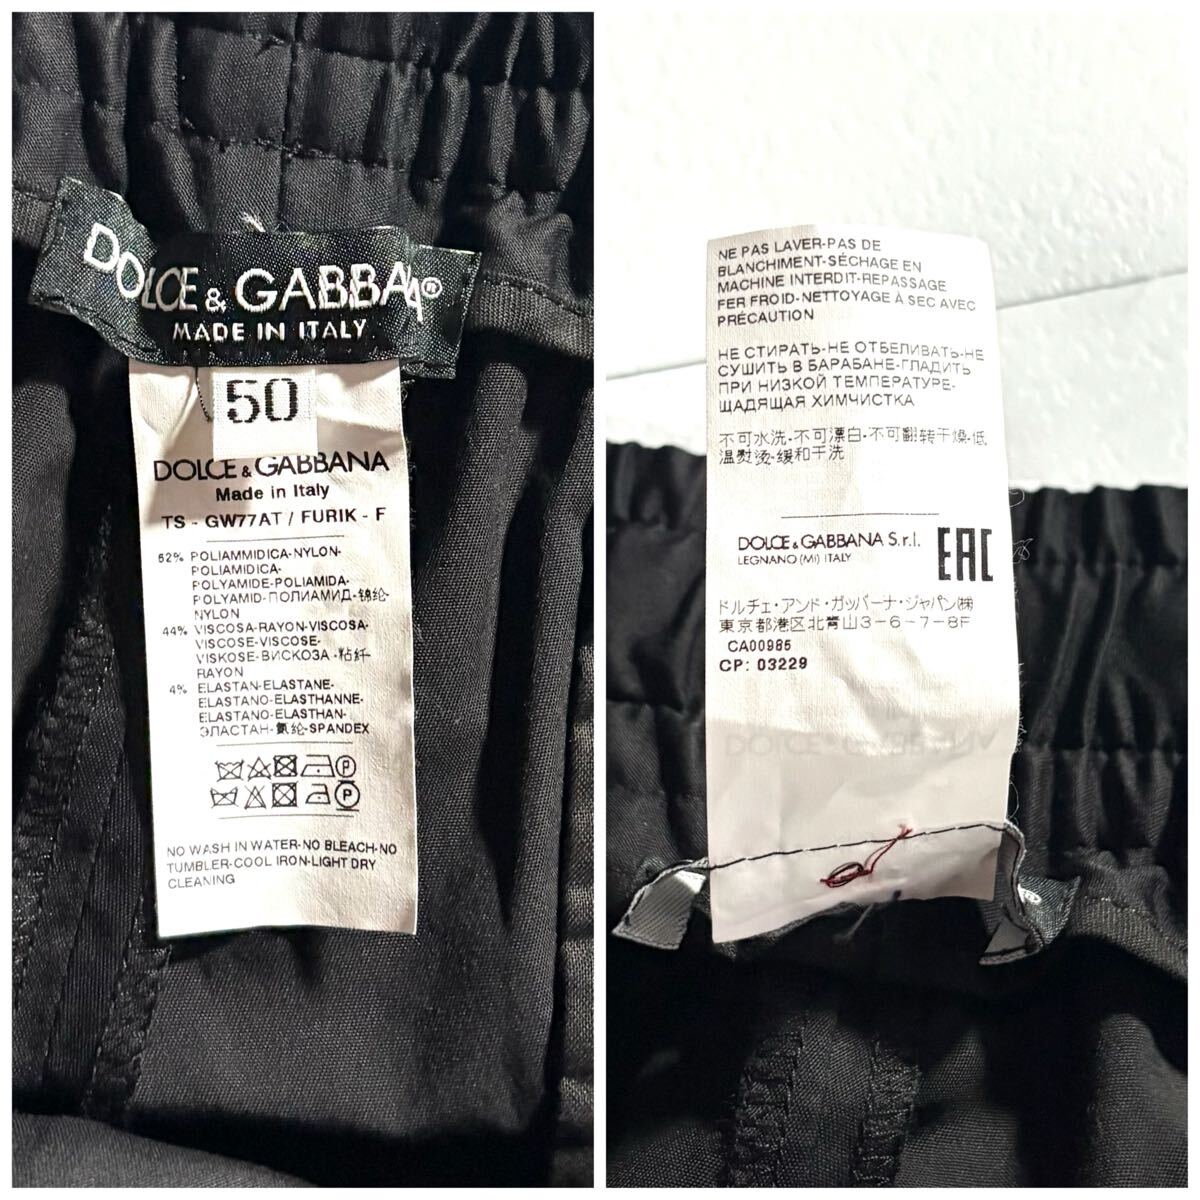 DOLCE & GABBANA®
MADE IN ITALY
50
DOLCE & GABBANA
Made in Italy
TS - GW77AT / FURIK - F
52% POLIAMMIDICA-NYLON-
POLIAMIDICA-
POLYAMIDE-POLIAMIDA-
POLYAMID-ПОЛИАМИД-锦纶-
NYLON
44% VISCOSA-RAYON-VISCOSA-
VISCOSE-VISCOSE-
VISKOSE-ВИСКОЗА-粘纤-
RAYON
4% ELASTAN-ELASTANE-
ELASTANO-ELASTHANNE-
ELASTANO-ELASTHAN-
ЭЛАСТАН-氨纶-SPANDEX
NO WASH IN WATER-NO BLEACH-NO
TUMBLER-COOL IRON-LIGHT DRY
CLEANING
NE PAS LAVER-PAS DE
BLANCHIMENT-SÉCHAGE EN
MACHINE INTERDIT-REPASSAGE
FER FROID-NETTOYAGE À SEC AVEC
PRÉCAUTION
НЕ СТИРАТЬ-НЕ ОТБЕЛИВАТЬ-НЕ
СУШИТЬ В БАРАБАНЕ-ГЛАДИТЬ
ПРИ НИЗКОЙ ТЕМПЕРАТУРЕ-
ЩАДЯЩАЯ ХИМЧИСТКА
不可水洗-不可漂白-不可翻转干燥-低
温熨烫-缓和干洗
DOLCE & GABBANA S.r.l.
LEGNANO (MI) ITALY
EAC
ドルチェ・アンド・ガッバーナ・ジャパン㈱
東京都港区北青山3-6-7-8F
CA00985
CP: 03229